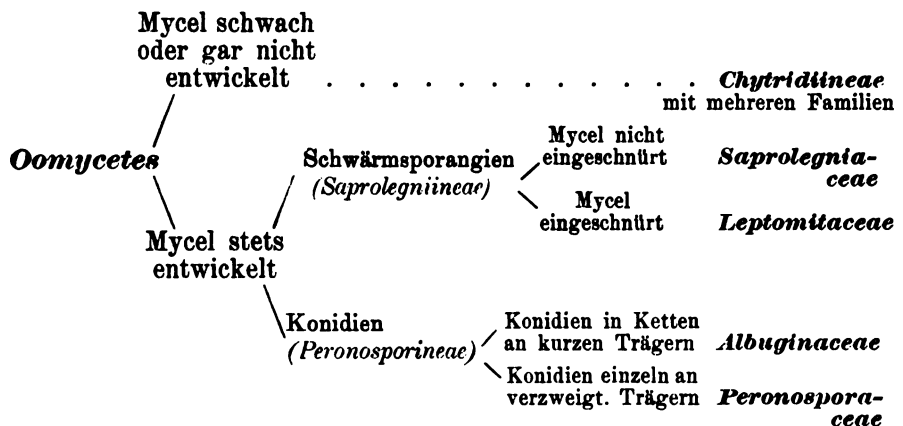 Mycel schwach
oder gar nicht
entwickelt . . . . . . . . . . . . . Chytridiineae
mit mehreren Familien
Oomycetes
Schwärmsporangien
(Saprolegniineae)
Mycel nicht
eingeschnürt
Saprolegnia-
ceae
Mycel
eingeschnürt
Leptomitaceae
Mycel stets
entwickelt
Konidien
(Peronosporineae)
Konidien in Ketten
an kurzen Trägern
Albuginaceae
Konidien einzeln an
verzweigt. Trägern
Peronospora-
ceae